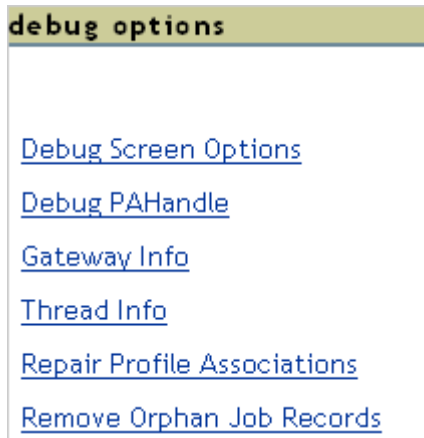 debug options
Debug Screen Options
Debug PAHandle
Gateway Info
Thread Info
Repair Profile Associations
Remove Orphan Job Records